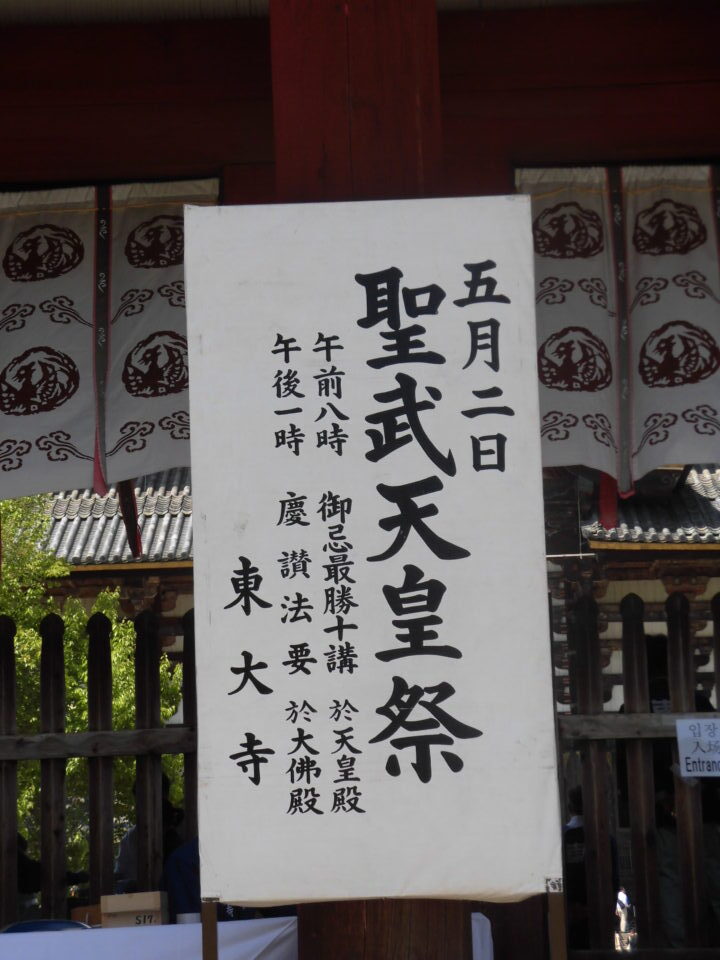 五月二日
聖武天皇祭
午前八時 御忌最勝十講 於天皇殿
午後一時 慶讃法要 於大佛殿
東大寺
입장
入場
Entranc
S17.